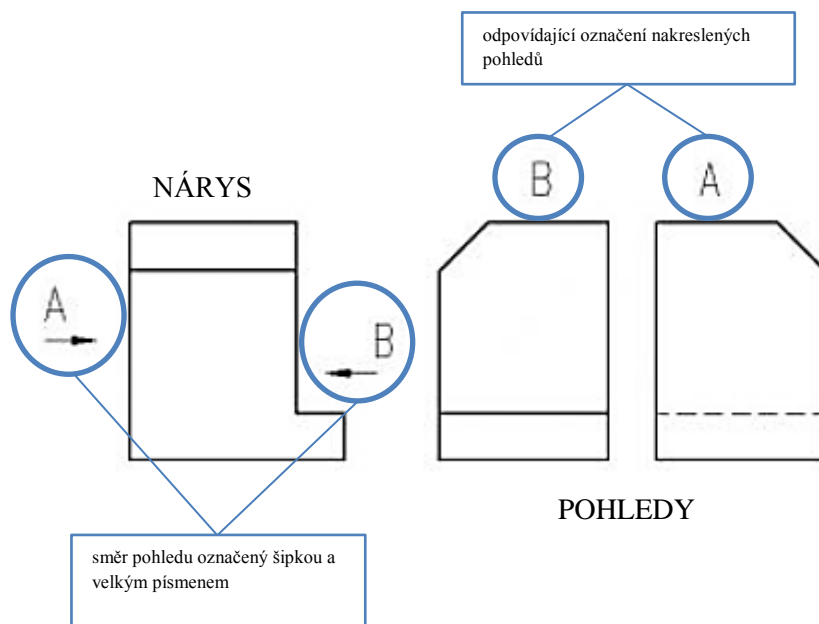 odpovídající označení nakreslených
pohledů
B
A
NÁRYS
A
B
POHLEDY
směr pohledu označený šipkou a
velkým písmenem